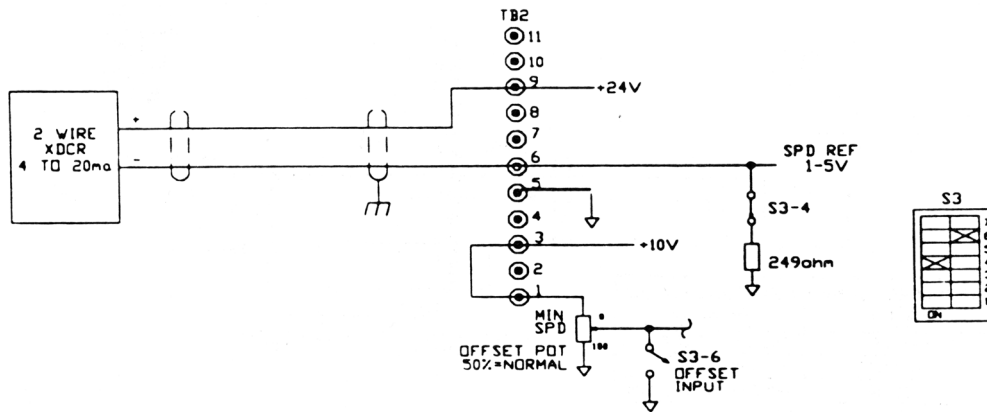 TB2
11
10
9
+24V
8
7
2 WIRE
XDCR
4 TO 20ma
+
-
6
SPD REF
1-5V
5
4
S3-4
3
+10V
249ohm
2
1
MIN
SPD
0
100
OFFSET POT
50%=NORMAL
S3-6
OFFSET
INPUT
S3
ON